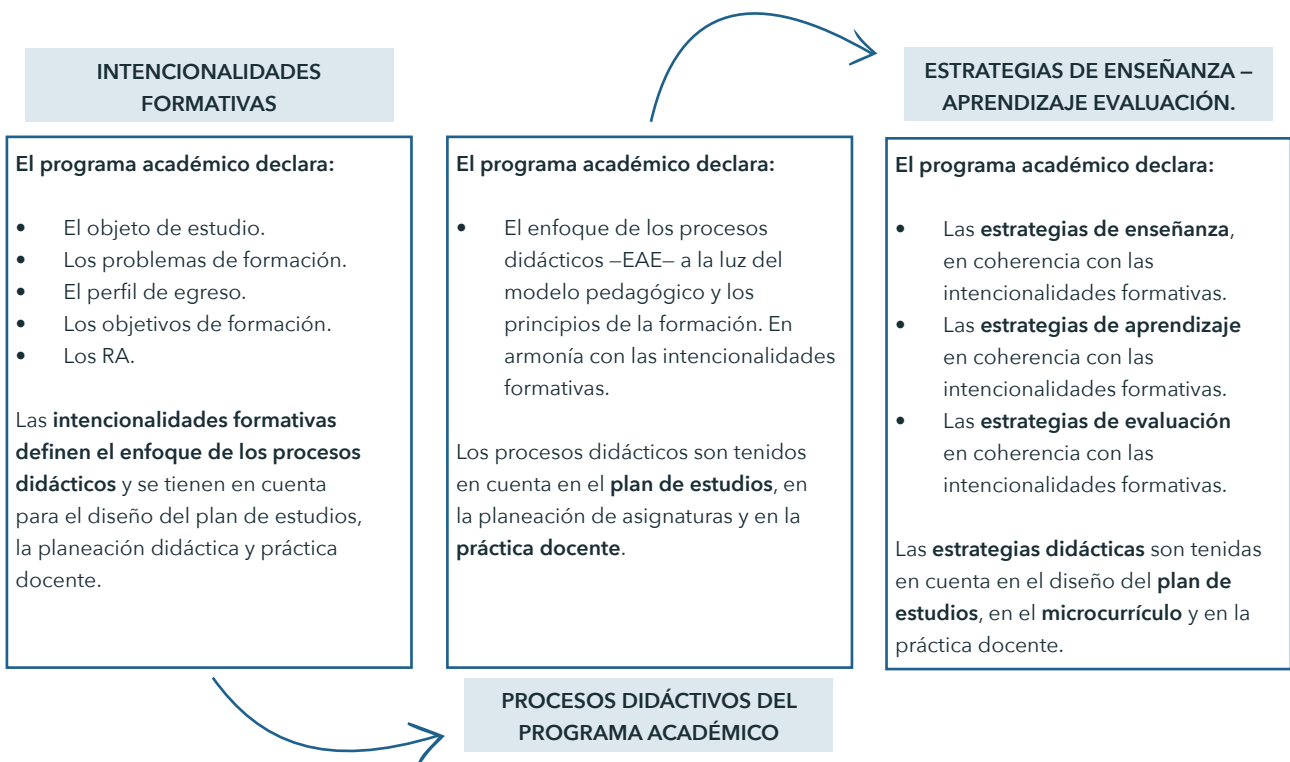 INTENCIONALIDADES
FORMATIVAS
El programa académico declara:
• El objeto de estudio.
• Los problemas de formación.
• El perfil de egreso.
• Los objetivos de formación.
• Los RA.
Las intencionalidades formativas
definen el enfoque de los procesos
didácticos y se tienen en cuenta
para el diseño del plan de estudios,
la planeación didáctica y práctica
docente.
El programa académico declara:
• El enfoque de los procesos
didácticos —EAE— a la luz del
modelo pedagógico y los
principios de la formación. En
armonía con las intencionalidades
formativas.
Los procesos didácticos son tenidos
en cuenta en el plan de estudios, en
la planeación de asignaturas y en la
práctica docente.
PROCESOS DIDÁCTIVOS DEL
PROGRAMA ACADÉMICO
ESTRATEGIAS DE ENSEÑANZA –
APRENDIZAJE EVALUACIÓN.
El programa académico declara:
• Las estrategias de enseñanza,
en coherencia con las
intencionalidades formativas.
• Las estrategias de aprendizaje
en coherencia con las
intencionalidades formativas.
• Las estrategias de evaluación
en coherencia con las
intencionalidades formativas.
Las estrategias didácticas son tenidas
en cuenta en el diseño del plan de
estudios, en el microcurrículo y en la
práctica docente.